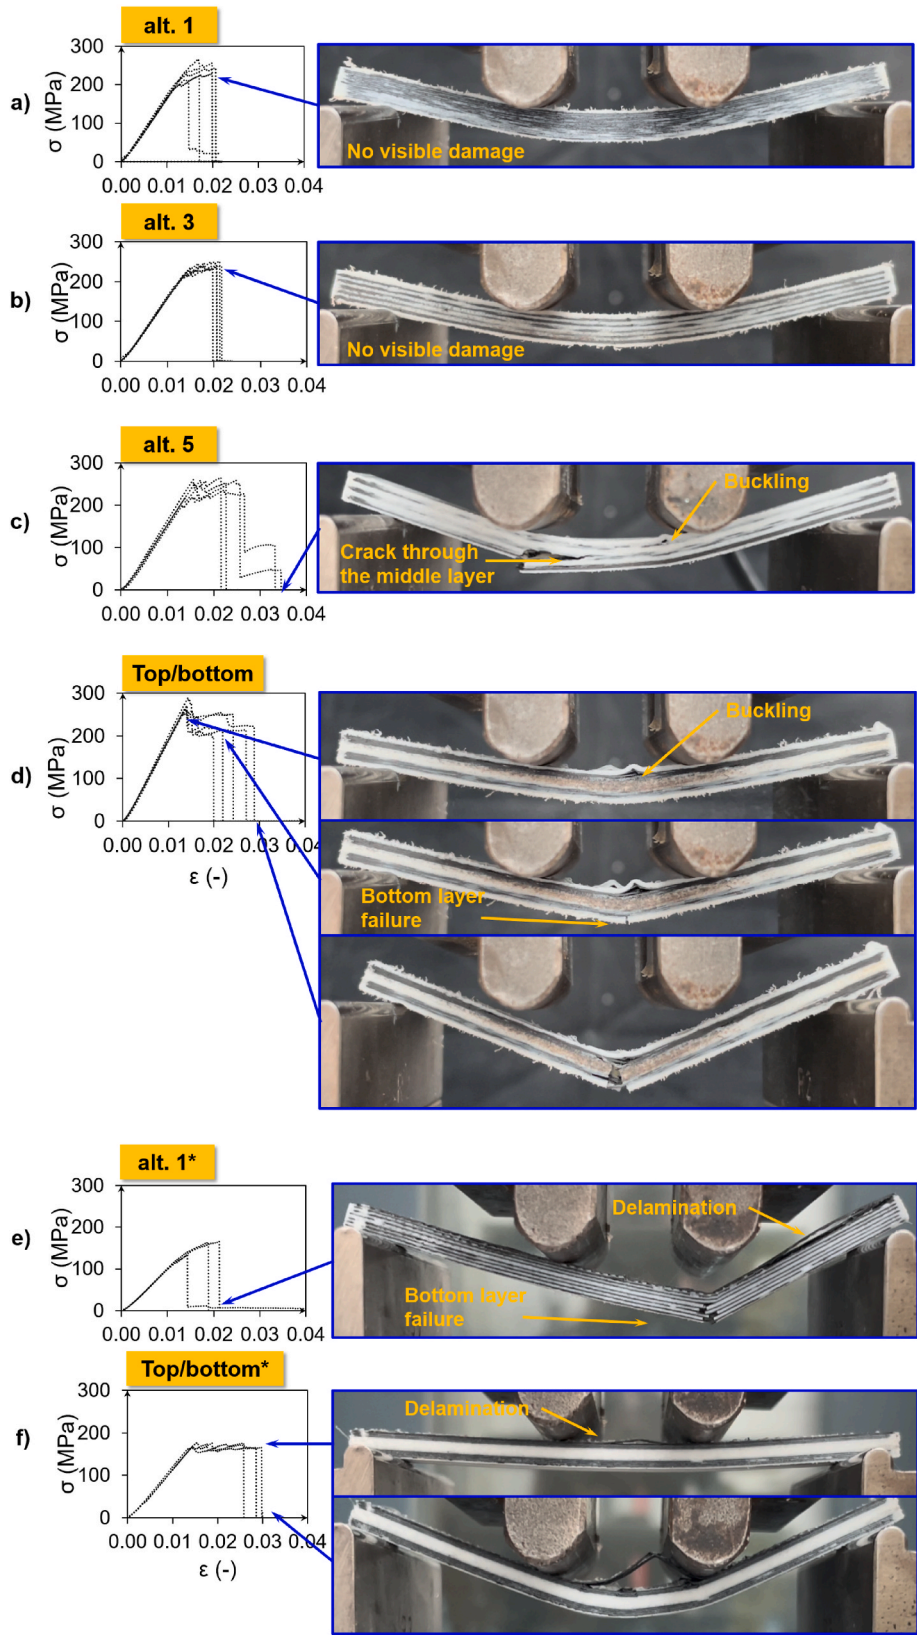 alt. 1
a)
σ (MPa)
300
200
100
0
0.00 0.01 0.02 0.03 0.04
No visible damage
alt. 3
b)
σ (MPa)
300
200
100
0
0.00 0.01 0.02 0.03 0.04
No visible damage
alt. 5
c)
σ (MPa)
300
200
100
0
0.00 0.01 0.02 0.03 0.04
Buckling
Crack through
the middle layer
Top/bottom
d)
σ (MPa)
300
200
100
0
0.00 0.01 0.02 0.03 0.04
ε (-)
Buckling
Bottom layer
failure
alt. 1*
e)
σ (MPa)
300
200
100
0
0.00 0.01 0.02 0.03 0.04
Delamination
Bottom layer
failure
Top/bottom*
f)
σ (MPa)
300
200
100
0
0.00 0.01 0.02 0.03 0.04
ε (-)
Delamination